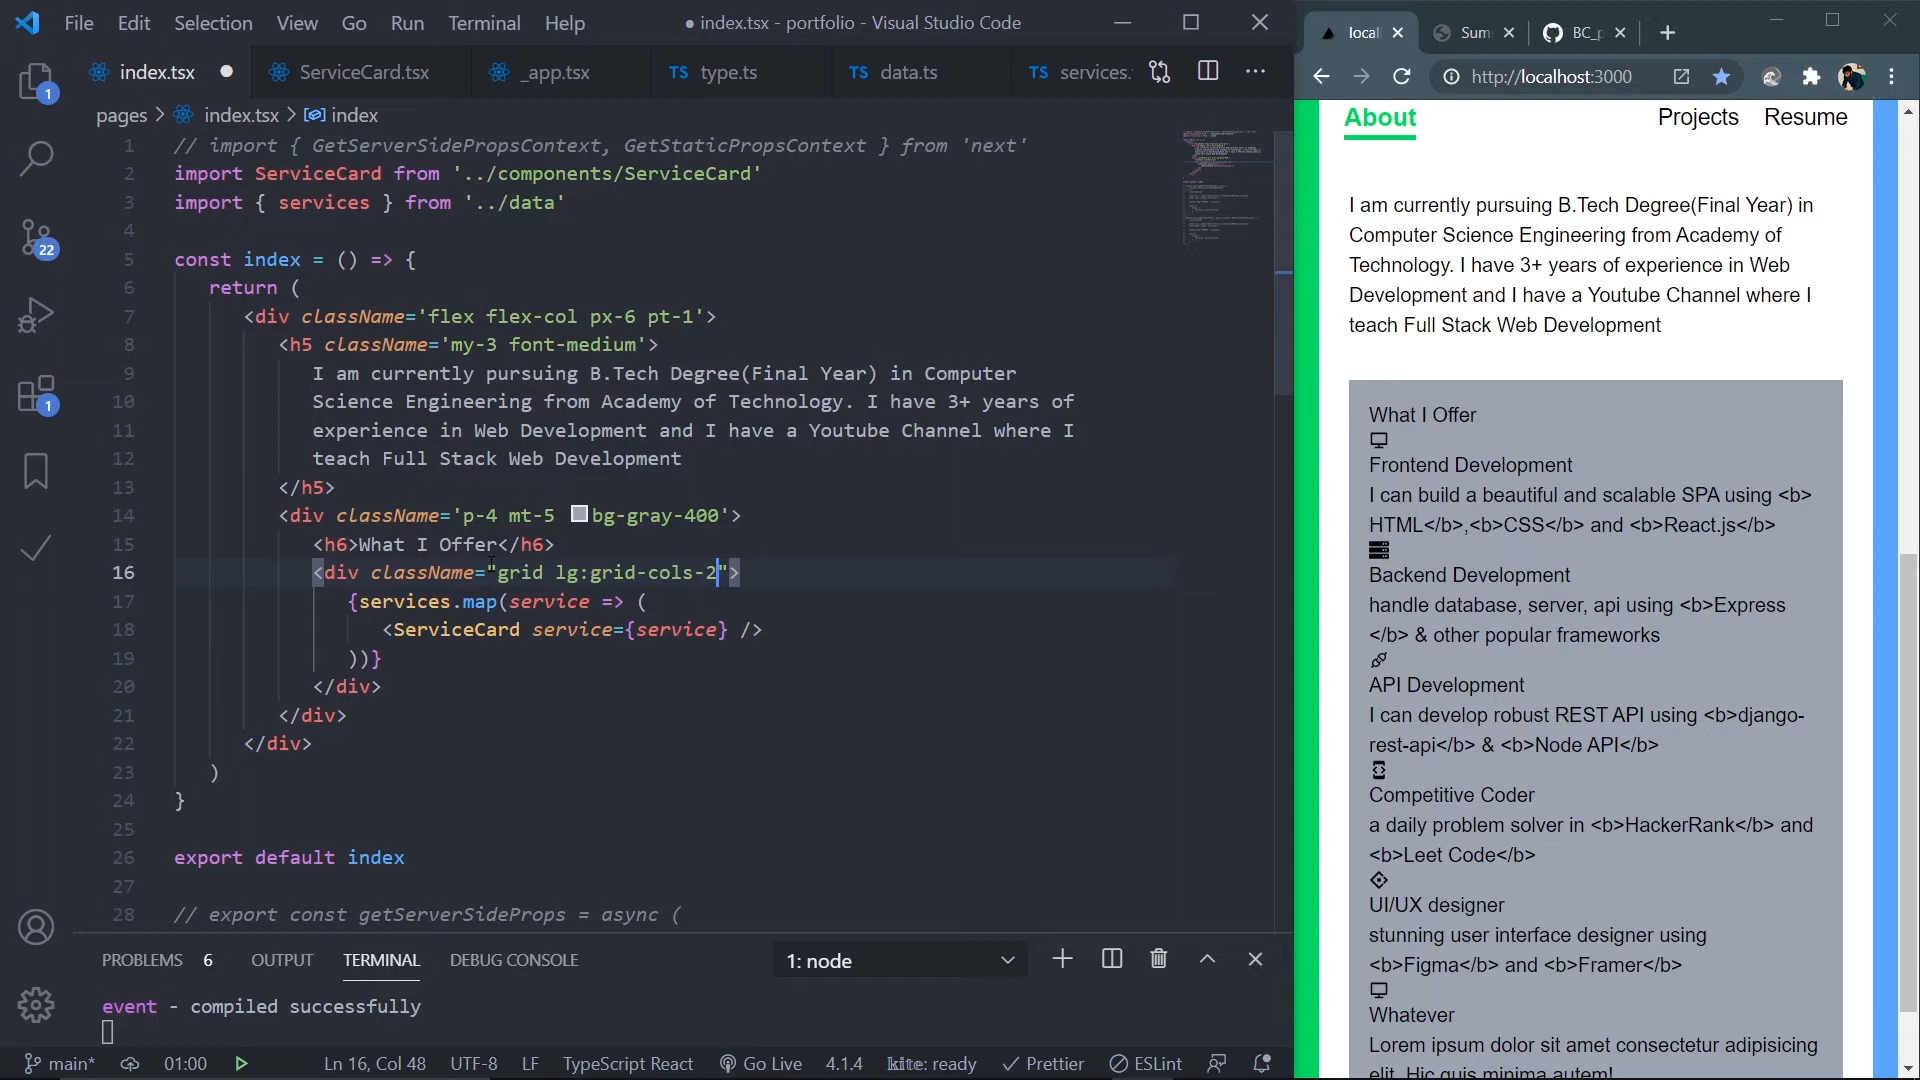 File Edit Selection View Go Run Terminal Help
● index.tsx - portfolio - Visual Studio Code
index.tsx ServiceCard.tsx _app.tsx TS type.ts TS data.ts TS services.
pages > index.tsx > index
1 // import { GetServerSidePropsContext, GetStaticPropsContext } from 'next'
2 import ServiceCard from '../components/ServiceCard'
3 import { services } from '../data'
4
5 const index = () => {
6 return (
7 <div className='flex flex-col px-6 pt-1'>
8 <h5 className='my-3 font-medium'>
9 I am currently pursuing B.Tech Degree(Final Year) in Computer
10 Science Engineering from Academy of Technology. I have 3+ years of
11 experience in Web Development and I have a Youtube Channel where I
12 teach Full Stack Web Development
13 </h5>
14 <div className='p-4 mt-5 bg-gray-400'>
15 <h6>What I Offer</h6>
16 <div className="grid lg:grid-cols-2">
17 {services.map(service => (
18 <ServiceCard service={service} />
19 ))}
20 </div>
21 </div>
22 </div>
23 )
24 }
25
26 export default index
27
28 // export const getServerSideProps = async (
1
22
1
PROBLEMS 6 OUTPUT TERMINAL DEBUG CONSOLE 1: node
event - compiled successfully
main* 01:00 Ln 16, Col 48 UTF-8 LF TypeScript React Go Live 4.1.4 kite: ready Prettier ESLint
local Sum BC_p
http://localhost:3000
About Projects Resume
I am currently pursuing B.Tech Degree(Final Year) in
Computer Science Engineering from Academy of
Technology. I have 3+ years of experience in Web
Development and I have a Youtube Channel where I
teach Full Stack Web Development
What I Offer
Frontend Development
I can build a beautiful and scalable SPA using <b>
HTML</b>,<b>CSS</b> and <b>React.js</b>
Backend Development
handle database, server, api using <b>Express
</b> & other popular frameworks
API Development
I can develop robust REST API using <b>django-
rest-api</b> & <b>Node API</b>
Competitive Coder
a daily problem solver in <b>HackerRank</b> and
<b>Leet Code</b>
UI/UX designer
stunning user interface designer using
<b>Figma</b> and <b>Framer</b>
Whatever
Lorem ipsum dolor sit amet consectetur adipisicing
elit. Hic quis minima autem!